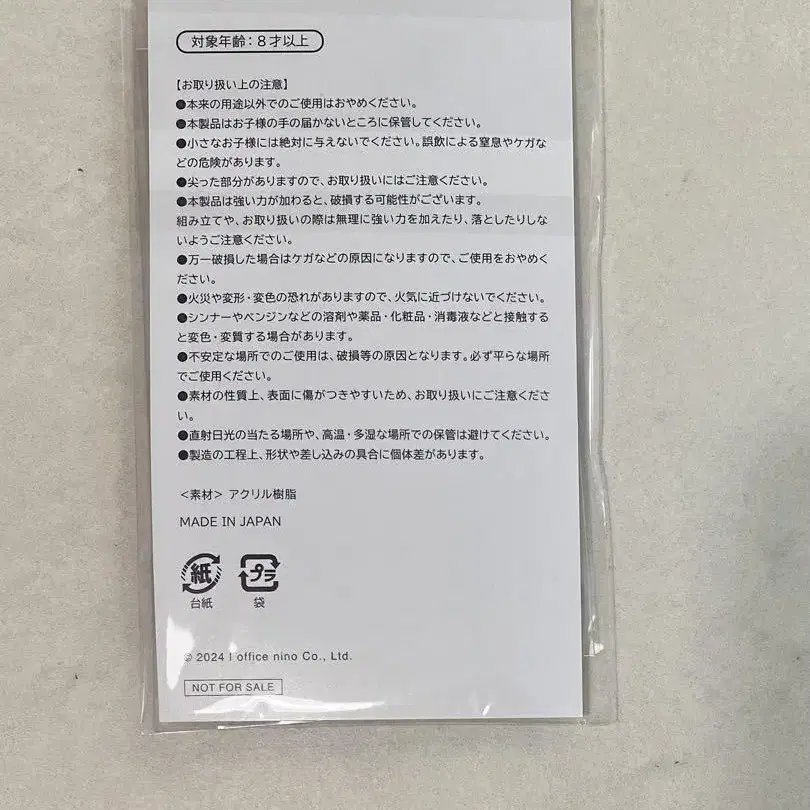 対象年齢：8才以上
【お取り扱い上の注意】
●本来の用途以外でのご使用はおやめください。
●本製品はお子様の手の届かないところに保管してください。
●小さなお子様には絶対に与えないでください。誤飲による窒息やケガな
どの危険があります。
●尖った部分がありますので、お取り扱いにはご注意ください。
●本製品は強い力が加わると、破損する可能性がございます。
組み立てや、お取り扱いの際は無理に強い力を加えたり、落としたりしな
いようご注意ください。
●万一破損した場合はケガなどの原因になりますので、ご使用をおやめく
ださい。
●火災や変形・変色の恐れがありますので、火気に近づけないでください。
●シンナーやベンジンなどの溶剤や薬品・化粧品・消毒液などと接触する
と変色・変質する場合があります。
●不安定な場所でのご使用は、破損等の原因となります。必ず平らな場所
でご使用ください。
●素材の性質上、表面に傷がつきやすいため、お取り扱いにご注意くださ
い。
●直射日光の当たる場所や、高温・多湿な場所での保管は避けてください。
●製造の工程上、形状や差し込みの具合に個体差があります。
＜素材＞ アクリル樹脂
MADE IN JAPAN
紙 プラ
台紙 袋
© 2024 I office nino Co., Ltd.
NOT FOR SALE